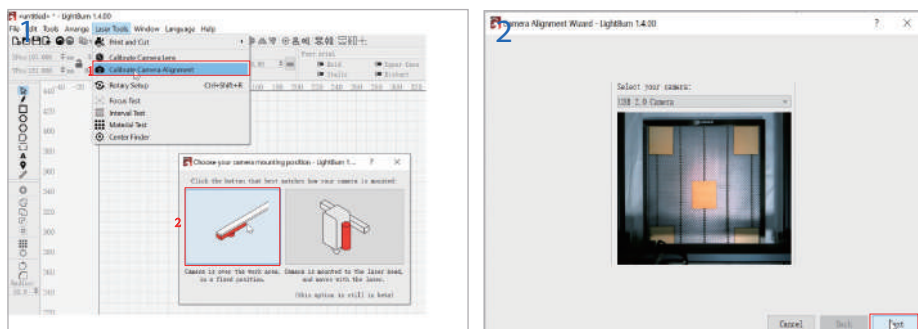 1
<untitled> * - LightBurn 1.4.00
File Edit Tools Arrange Laser Tools Window Language Help
Print and Cut
Calibrate Camera Lens
1 Calibrate Camera Alignment
Rotary Setup Ctrl+Shift+R
Focus Test
Interval Test
Material Test
Center Finder
Choose your camera mounting position - LightBurn 1... ? ×
Click the button that best matches how your camera is mounted:
2
Camera is over the work area, in a fixed position.
Camera is mounted to the laser head, and moves with the laser.
(this option is still in beta)
2
Camera Alignment Wizard - LightBurn 1.4.00 ? ×
Select your camera:
USB 2.0 Camera
Cancel Back Next